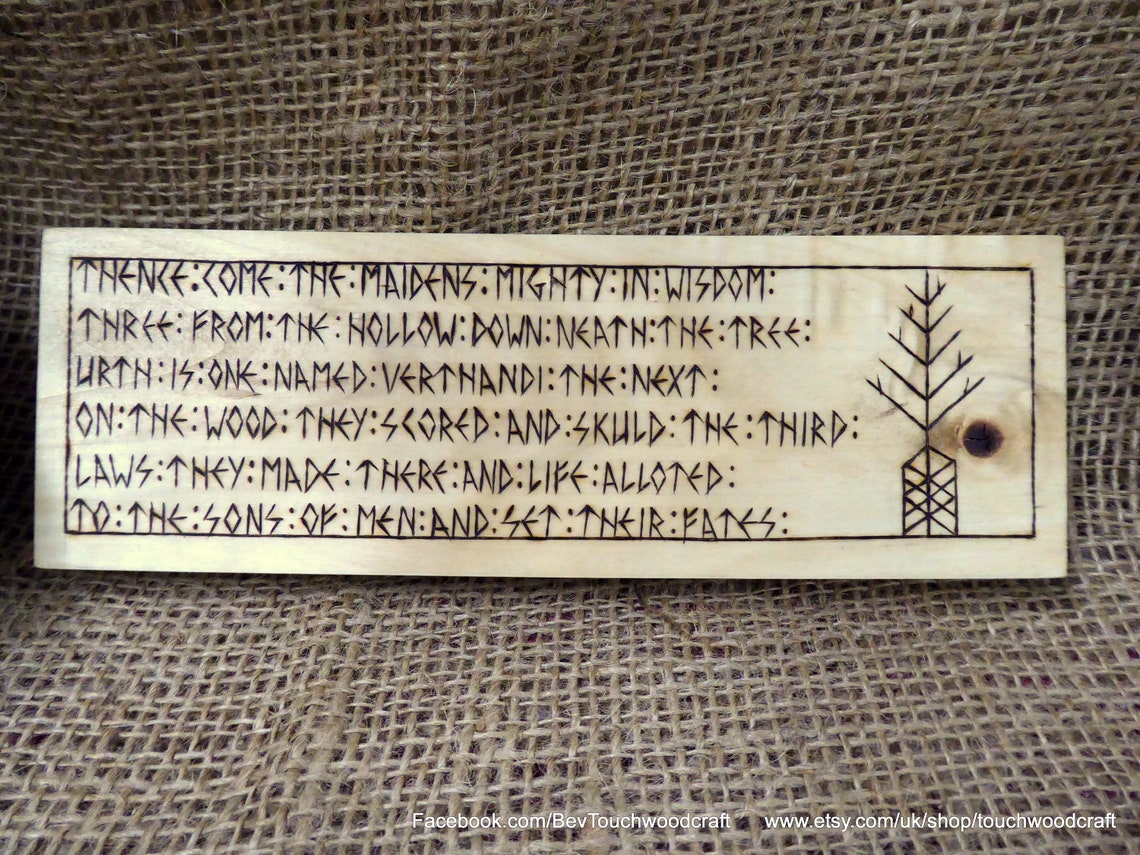 THENCE:COME:THE:MAIDENS:MIGHTY:IN:WISDOM:
THREE:FROM:THE:HOLLOW:DOWN:NEATH:THE:TREE:
URTH:IS:ONE:NAMED:VERTHANDI:THE:NEXT:
ON:THE:WOOD:THEY:SCORED:AND:SKULD:THE:THIRD:
LAWS:THEY:MADE:THERE:AND:LIFE:ALLOTED:
TO:THE:SONS:OF:MEN:AND:SET:THEIR:FATES:
Facebook.com/BevTouchwoodcraft www.etsy.com/uk/shop/touchwoodcraft